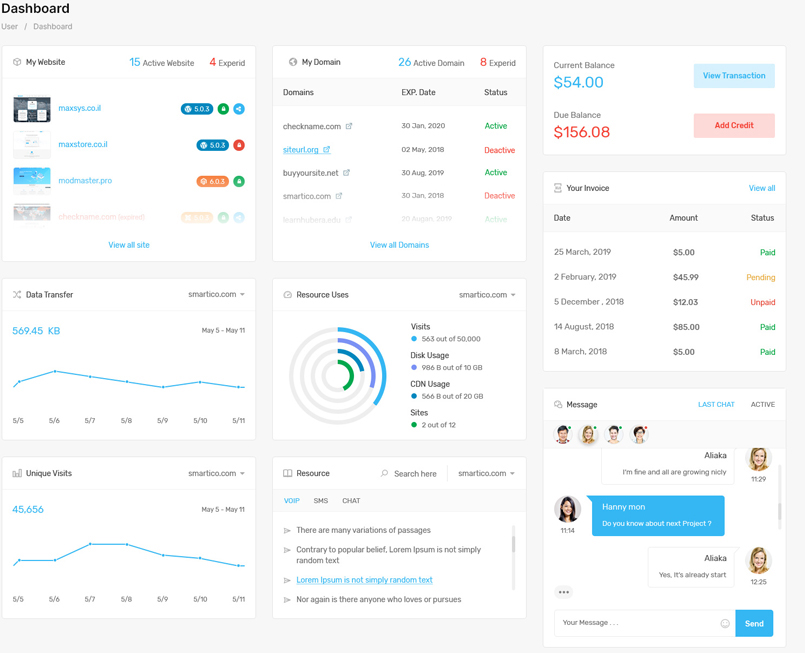 Dashboard
User / Dashboard
My Website 15 Active Website 4 Experid
maxsys.co.il 5.0.3
maxstore.co.il 5.0.3
modmaster.pro 6.0.3
checkname.com (expired)
View all site
My Domain 26 Active Domain 8 Experid
Domains EXP. Date Status
checkname.com 30 Jan, 2020 Active
siteurl.org 02 May, 2018 Deactive
buyyoursite.net 30 Aug, 2019 Active
smartico.com 30 Jan, 2018 Deactive
learnhubera.edu 20 Augan, 2019 Active
View all Domains
Current Balance
$54.00
View Transaction
Due Balance
$156.08
Add Credit
Your Invoice View all
Date Amount Status
25 March, 2019 $5.00 Paid
2 February, 2019 $45.99 Pending
5 December , 2018 $12.03 Unpaid
14 August, 2018 $85.00 Paid
8 March, 2018 $5.00 Paid
Data Transfer smartico.com
569.45 KB May 5 - May 11
5/5 5/6 5/7 5/8 5/9 5/10 5/11
Resource Uses smartico.com
Visits
563 out of 50,000
Disk Usage
986 B out of 10 GB
CDN Usage
566 B out of 20 GB
Sites
2 out of 12
Message LAST CHAT ACTIVE
Aliaka
I'm fine and all are growing nicly
11:29
Hanny mon
Do you know about next Project ?
11:14
Aliaka
Yes, It's already start
12:25
Your Message . . . Send
Unique Visits smartico.com
45,656 May 5 - May 11
5/5 5/6 5/7 5/8 5/9 5/10 5/11
Resource Search here smartico.com
VOIP SMS CHAT
There are many variations of passages
Contrary to popular belief, Lorem Ipsum is not simply
random text
Lorem Ipsum is not simply random text
Nor again is there anyone who loves or pursues